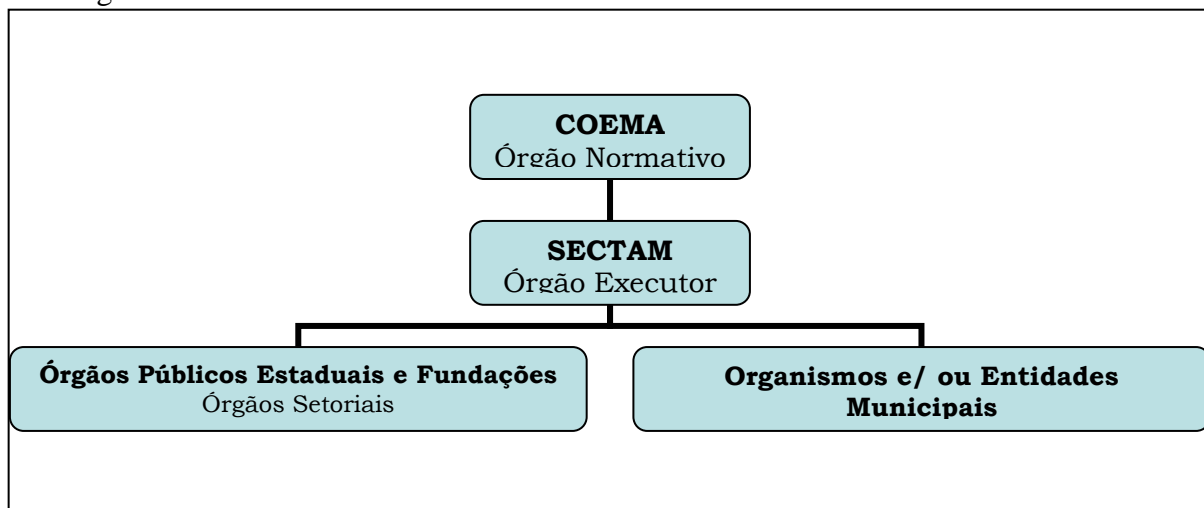 COEMA
Órgão Normativo
SECTAM
Órgão Executor
Órgãos Públicos Estaduais e Fundações
Órgãos Setoriais
Organismos e/ ou Entidades
Municipais